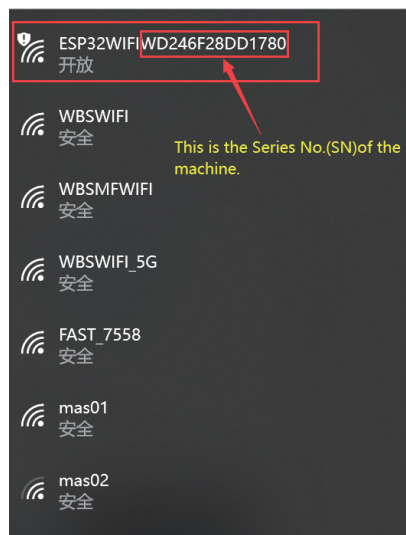 ESP32WIFIWD246F28DD1780
开放
WBSWIFI
安全
This is the Series No.(SN)of the
machine.
WBSMFWIFI
安全
WBSWIFI_5G
安全
FAST_7558
安全
mas01
安全
mas02
安全